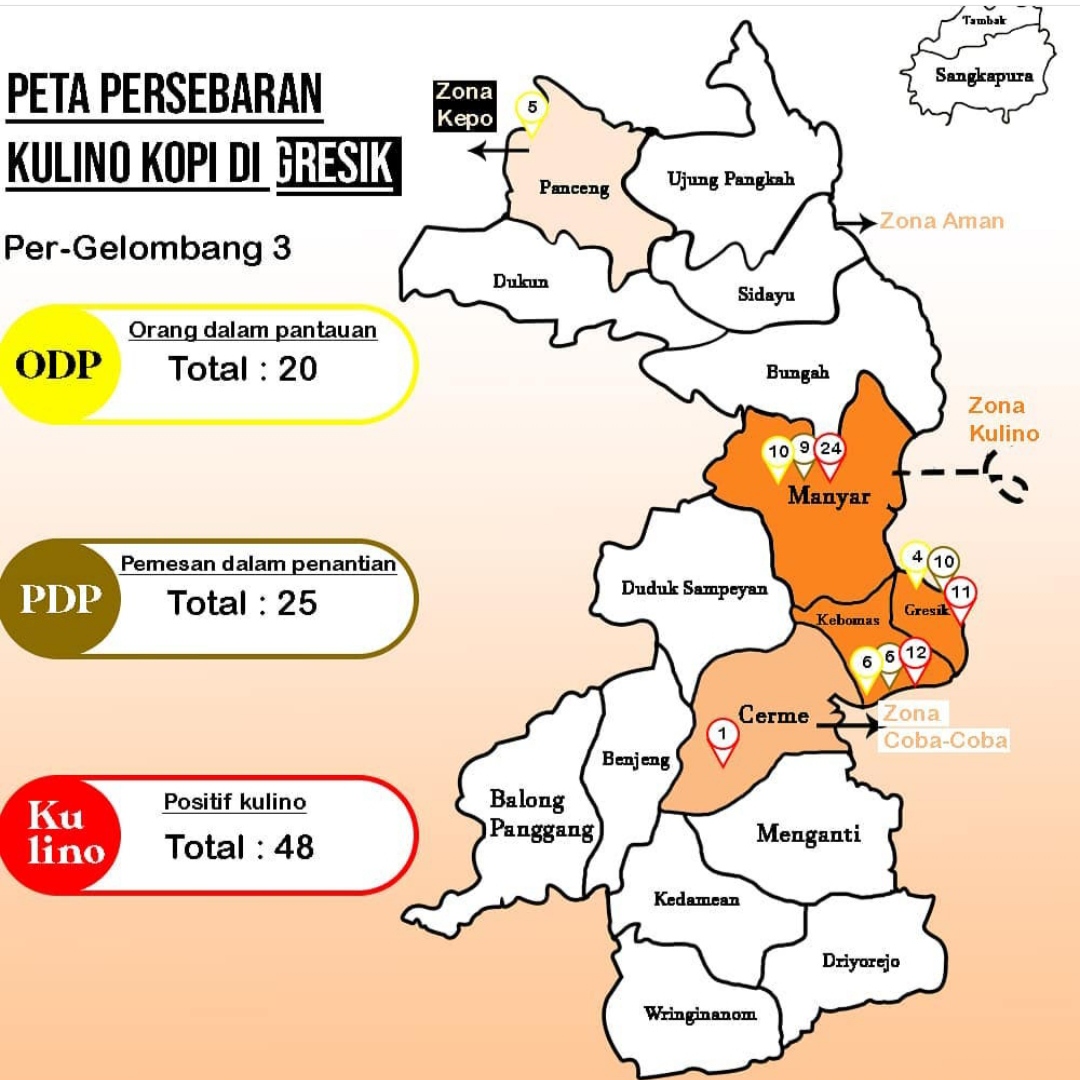 PETA PERSEBARAN
KULINO KOPI DI GRESIK
Per-Gelombang 3
ODP
Orang dalam pantauan
Total : 20
PDP
Pemesan dalam penantian
Total : 25
Ku
lino
Positif kulino
Total : 48
Tambak
Sangkapura
Zona
Kepo
5
Panceng
Ujung Pangkah
Zona Aman
Dukun
Sidayu
Bungah
Zona
Kulino
10 9 24
Manyar
Duduk Sampeyan
4 10
11
Kebomas
Gresik
6 6 12
Cerme
1
Zona
Coba-Coba
Benjeng
Balong
Panggang
Menganti
Kedamean
Driyorejo
Wringinanom